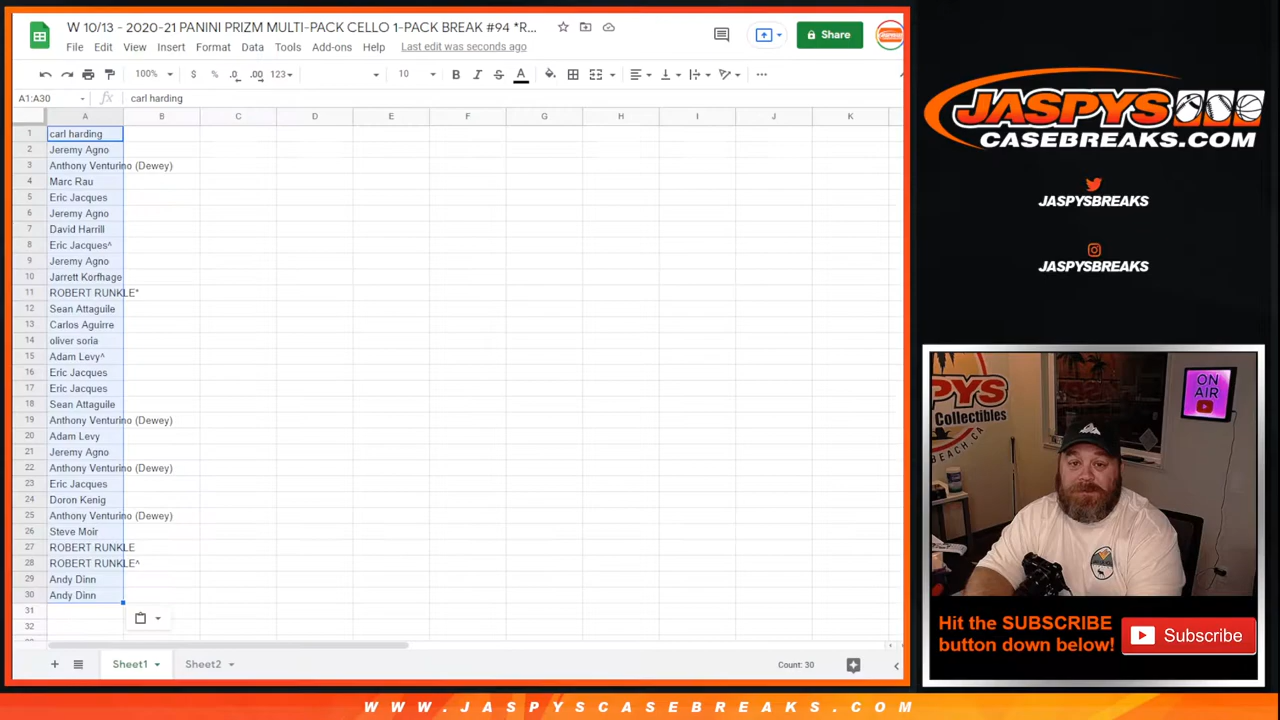 W 10/13 - 2020-21 PANINI PRIZM MULTI-PACK CELLO 1-PACK BREAK #94 *R...
File Edit View Insert Format Data Tools Add-ons Help Last edit was seconds ago
Share
100% $ % .0 .00 123 10 B I S A
A1:A30 fx carl harding
A B C D E F G H I J K
1 carl harding
2 Jeremy Agno
3 Anthony Venturino (Dewey)
4 Marc Rau
5 Eric Jacques
6 Jeremy Agno
7 David Harrill
8 Eric Jacques^
9 Jeremy Agno
10 Jarrett Korfhage
11 ROBERT RUNKLE*
12 Sean Attaguile
13 Carlos Aguirre
14 oliver soria
15 Adam Levy^
16 Eric Jacques
17 Eric Jacques
18 Sean Attaguile
19 Anthony Venturino (Dewey)
20 Adam Levy
21 Jeremy Agno
22 Anthony Venturino (Dewey)
23 Eric Jacques
24 Doron Kenig
25 Anthony Venturino (Dewey)
26 Steve Moir
27 ROBERT RUNKLE
28 ROBERT RUNKLE^
29 Andy Dinn
30 Andy Dinn
31
32
Sheet1 Sheet2 Count: 30
JASPYS
CASEBREAKS.COM
JASPYSBREAKS
JASPYSBREAKS
PYS
Collectibles
BEACH, CA
ON
AIR
Hit the SUBSCRIBE
button down below!
Subscribe
WWW.JASPYSCASEBREAKS.COM